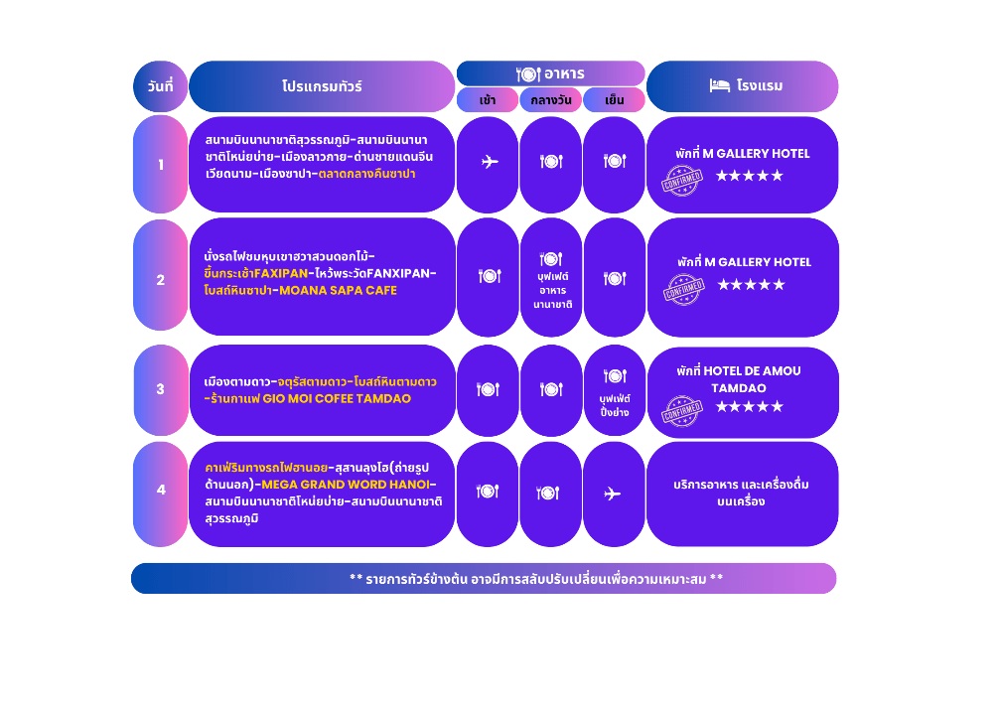 วันที่
โปรแกรมทัวร์
อาหาร
เช้า
กลางวัน
เย็น
โรงแรม
1
สนามบินนานาชาติสุวรรณภูมิ-สนามบินนานา
ชาติโหน่ยบ่าย-เมืองลาวกาย-ด่านชายแดนจีน
เวียดนาม-เมืองซาปา-ตลาดกลางคืนซาปา
พักที่ M GALLERY HOTEL
CONFIRMED
2
นั่งรถไฟชมหุบเขาฮวาสวนดอกไม้-
ขึ้นกระเช้าFAXIPAN-ไหว้พระวัดFANXIPAN-
โบสถ์หินซาปา-MOANA SAPA CAFE
บุฟเฟต์
อาหาร
นานาชาติ
พักที่ M GALLERY HOTEL
CONFIRMED
3
เมืองตามดาว-จตุรัสตามดาว-โบสถ์หินตามดาว
-ร้านกาแฟ GIO MOI COFEE TAMDAO
บุฟเฟ่ต์
ปิ้งย่าง
พักที่ HOTEL DE AMOU
TAMDAO
CONFIRMED
4
คาเฟ่ริมทางรถไฟฮานอย-สุสานลุงโฮ(ถ่ายรูป
ด้านนอก)-MEGA GRAND WORD HANOI-
สนามบินนานาชาติโหน่ยบ่าย-สนามบินนานาชาติ
สุวรรณภูมิ
บริการอาหาร และเครื่องดื่ม
บนเครื่อง
** รายการทัวร์ข้างต้น อาจมีการสลับปรับเปลี่ยนเพื่อความเหมาะสม **